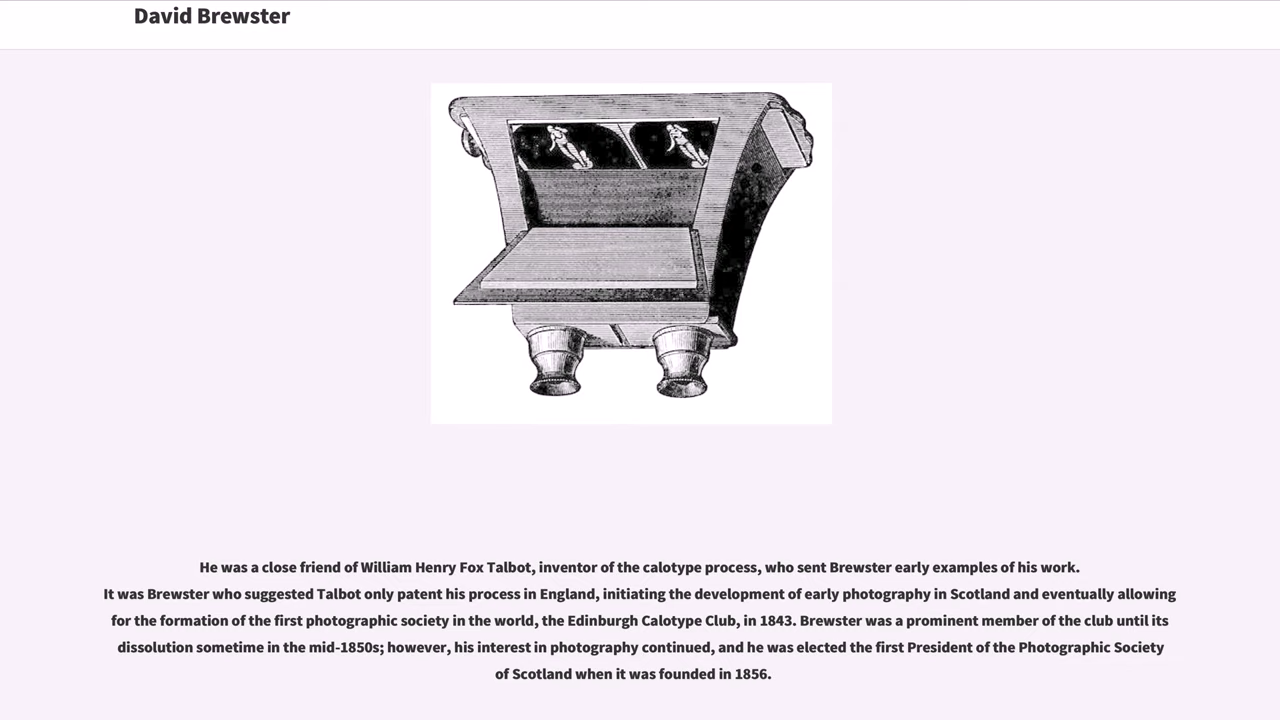 David Brewster
He was a close friend of William Henry Fox Talbot, inventor of the calotype process, who sent Brewster early examples of his work.
It was Brewster who suggested Talbot only patent his process in England, initiating the development of early photography in Scotland and eventually allowing
for the formation of the first photographic society in the world, the Edinburgh Calotype Club, in 1843. Brewster was a prominent member of the club until its
dissolution sometime in the mid-1850s; however, his interest in photography continued, and he was elected the first President of the Photographic Society
of Scotland when it was founded in 1856.